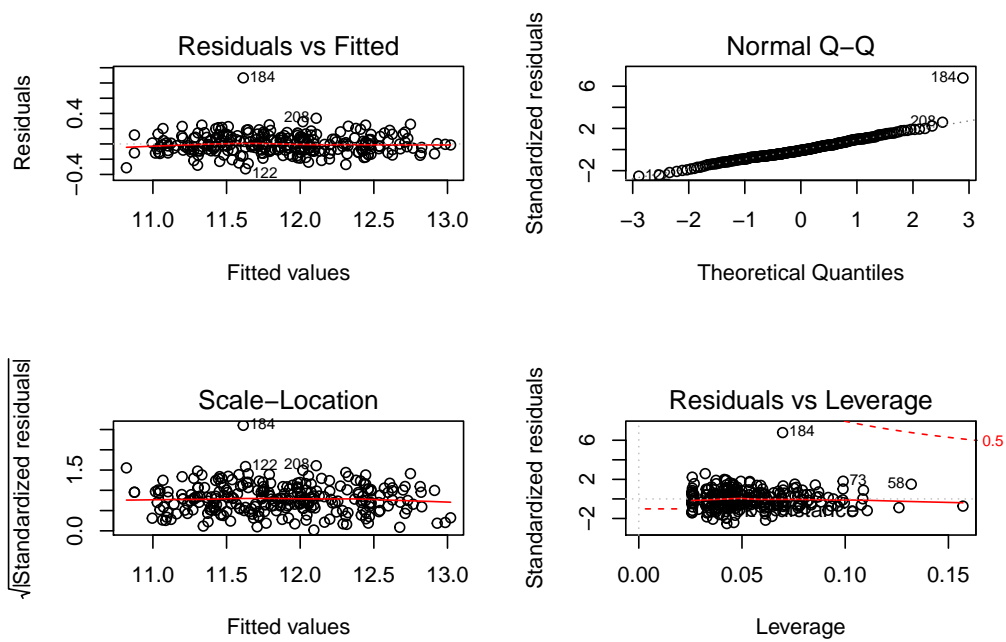 Residuals vs Fitted
Residuals
0.4
−0.4
184
208
122
11.0 11.5 12.0 12.5 13.0
Fitted values
Normal Q−Q
Standardized residuals
6
2
−2
184
208
−3 −2 −1 0 1 2 3
Theoretical Quantiles
Scale−Location
√|Standardized residuals|
1.5
0.0
184
122 208
11.0 11.5 12.0 12.5 13.0
Fitted values
Residuals vs Leverage
Standardized residuals
6
2
−2
184
0.5
73
58
distance
0.00 0.05 0.10 0.15
Leverage